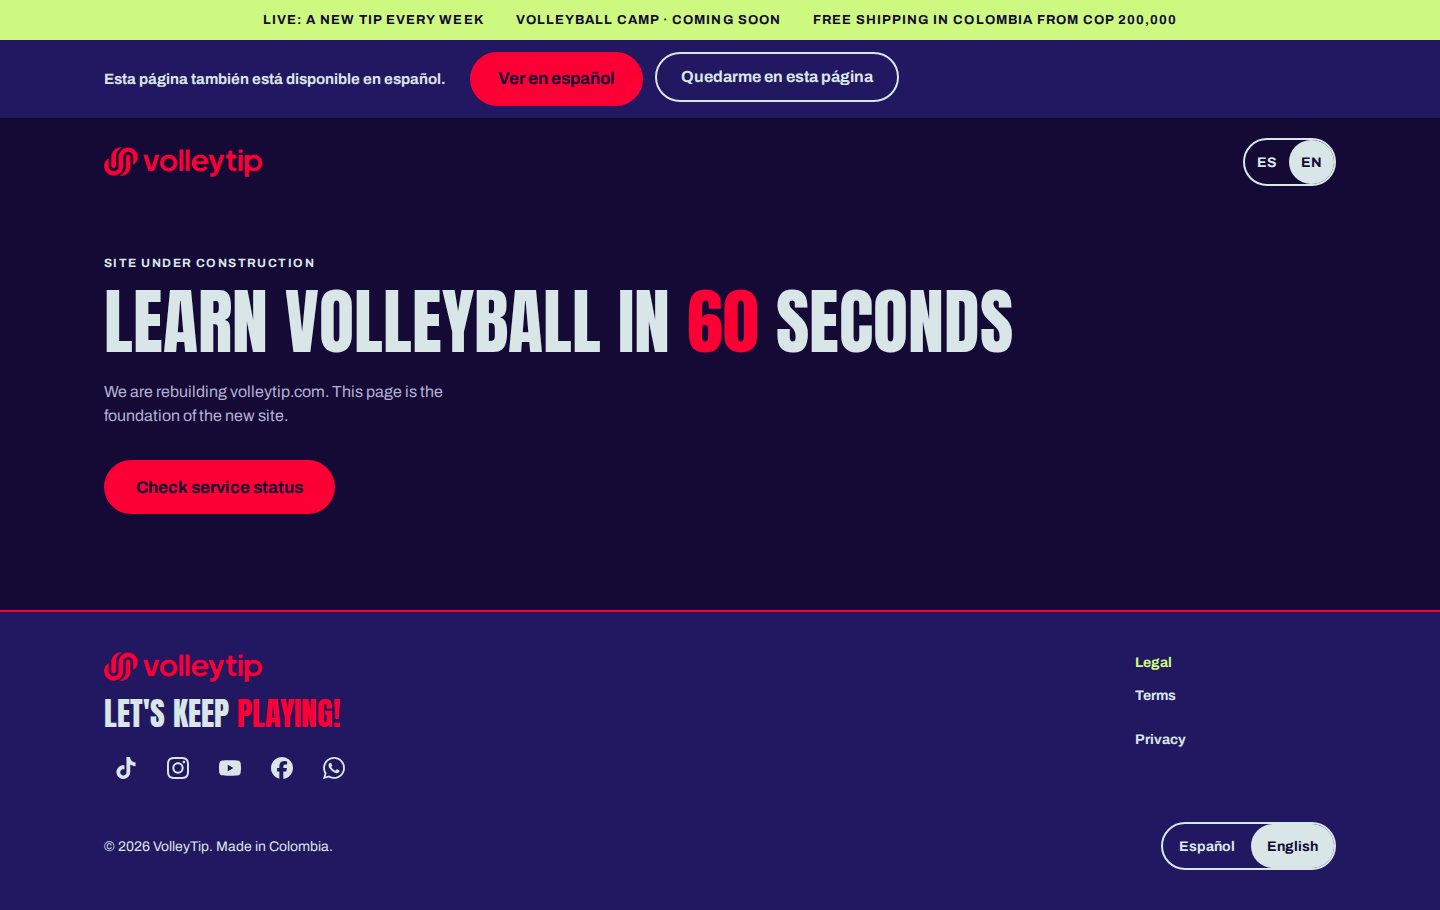 LIVE: A NEW TIP EVERY WEEK VOLLEYBALL CAMP · COMING SOON FREE SHIPPING IN COLOMBIA FROM COP 200,000
Esta página también está disponible en español. Ver en español Quedarme en esta página
volleytip ES EN
SITE UNDER CONSTRUCTION
LEARN VOLLEYBALL IN 60 SECONDS
We are rebuilding volleytip.com. This page is the
foundation of the new site.
Check service status
volleytip
LET'S KEEP PLAYING!
Legal
Terms
Privacy
© 2026 VolleyTip. Made in Colombia. Español English